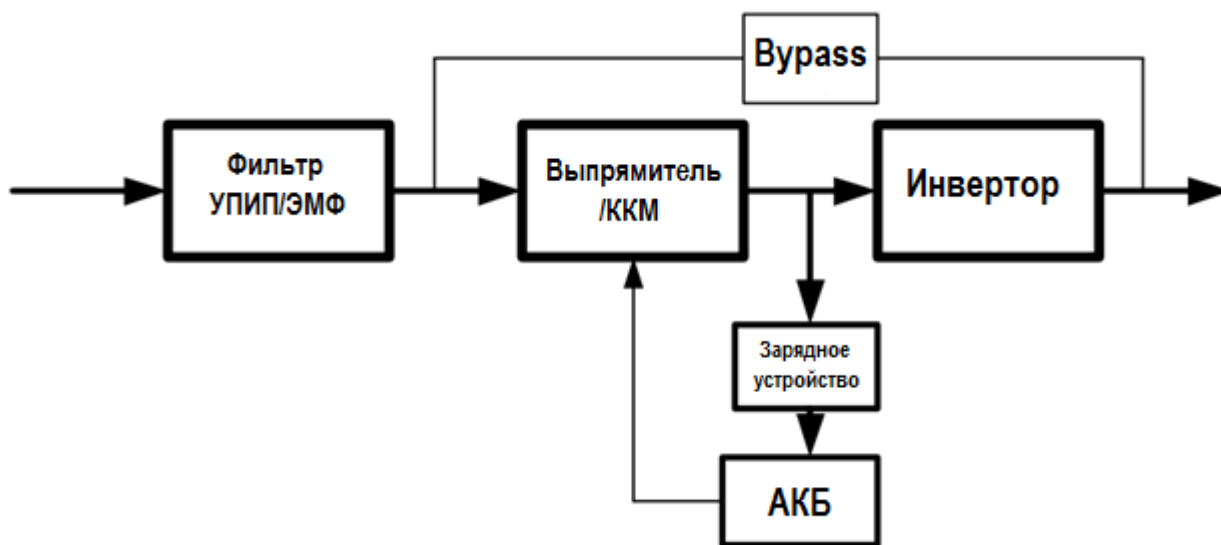 Bypass
Фильтр
УПИП/ЭМФ
Выпрямитель
/ККМ
Инвертор
Зарядное
устройство
АКБ